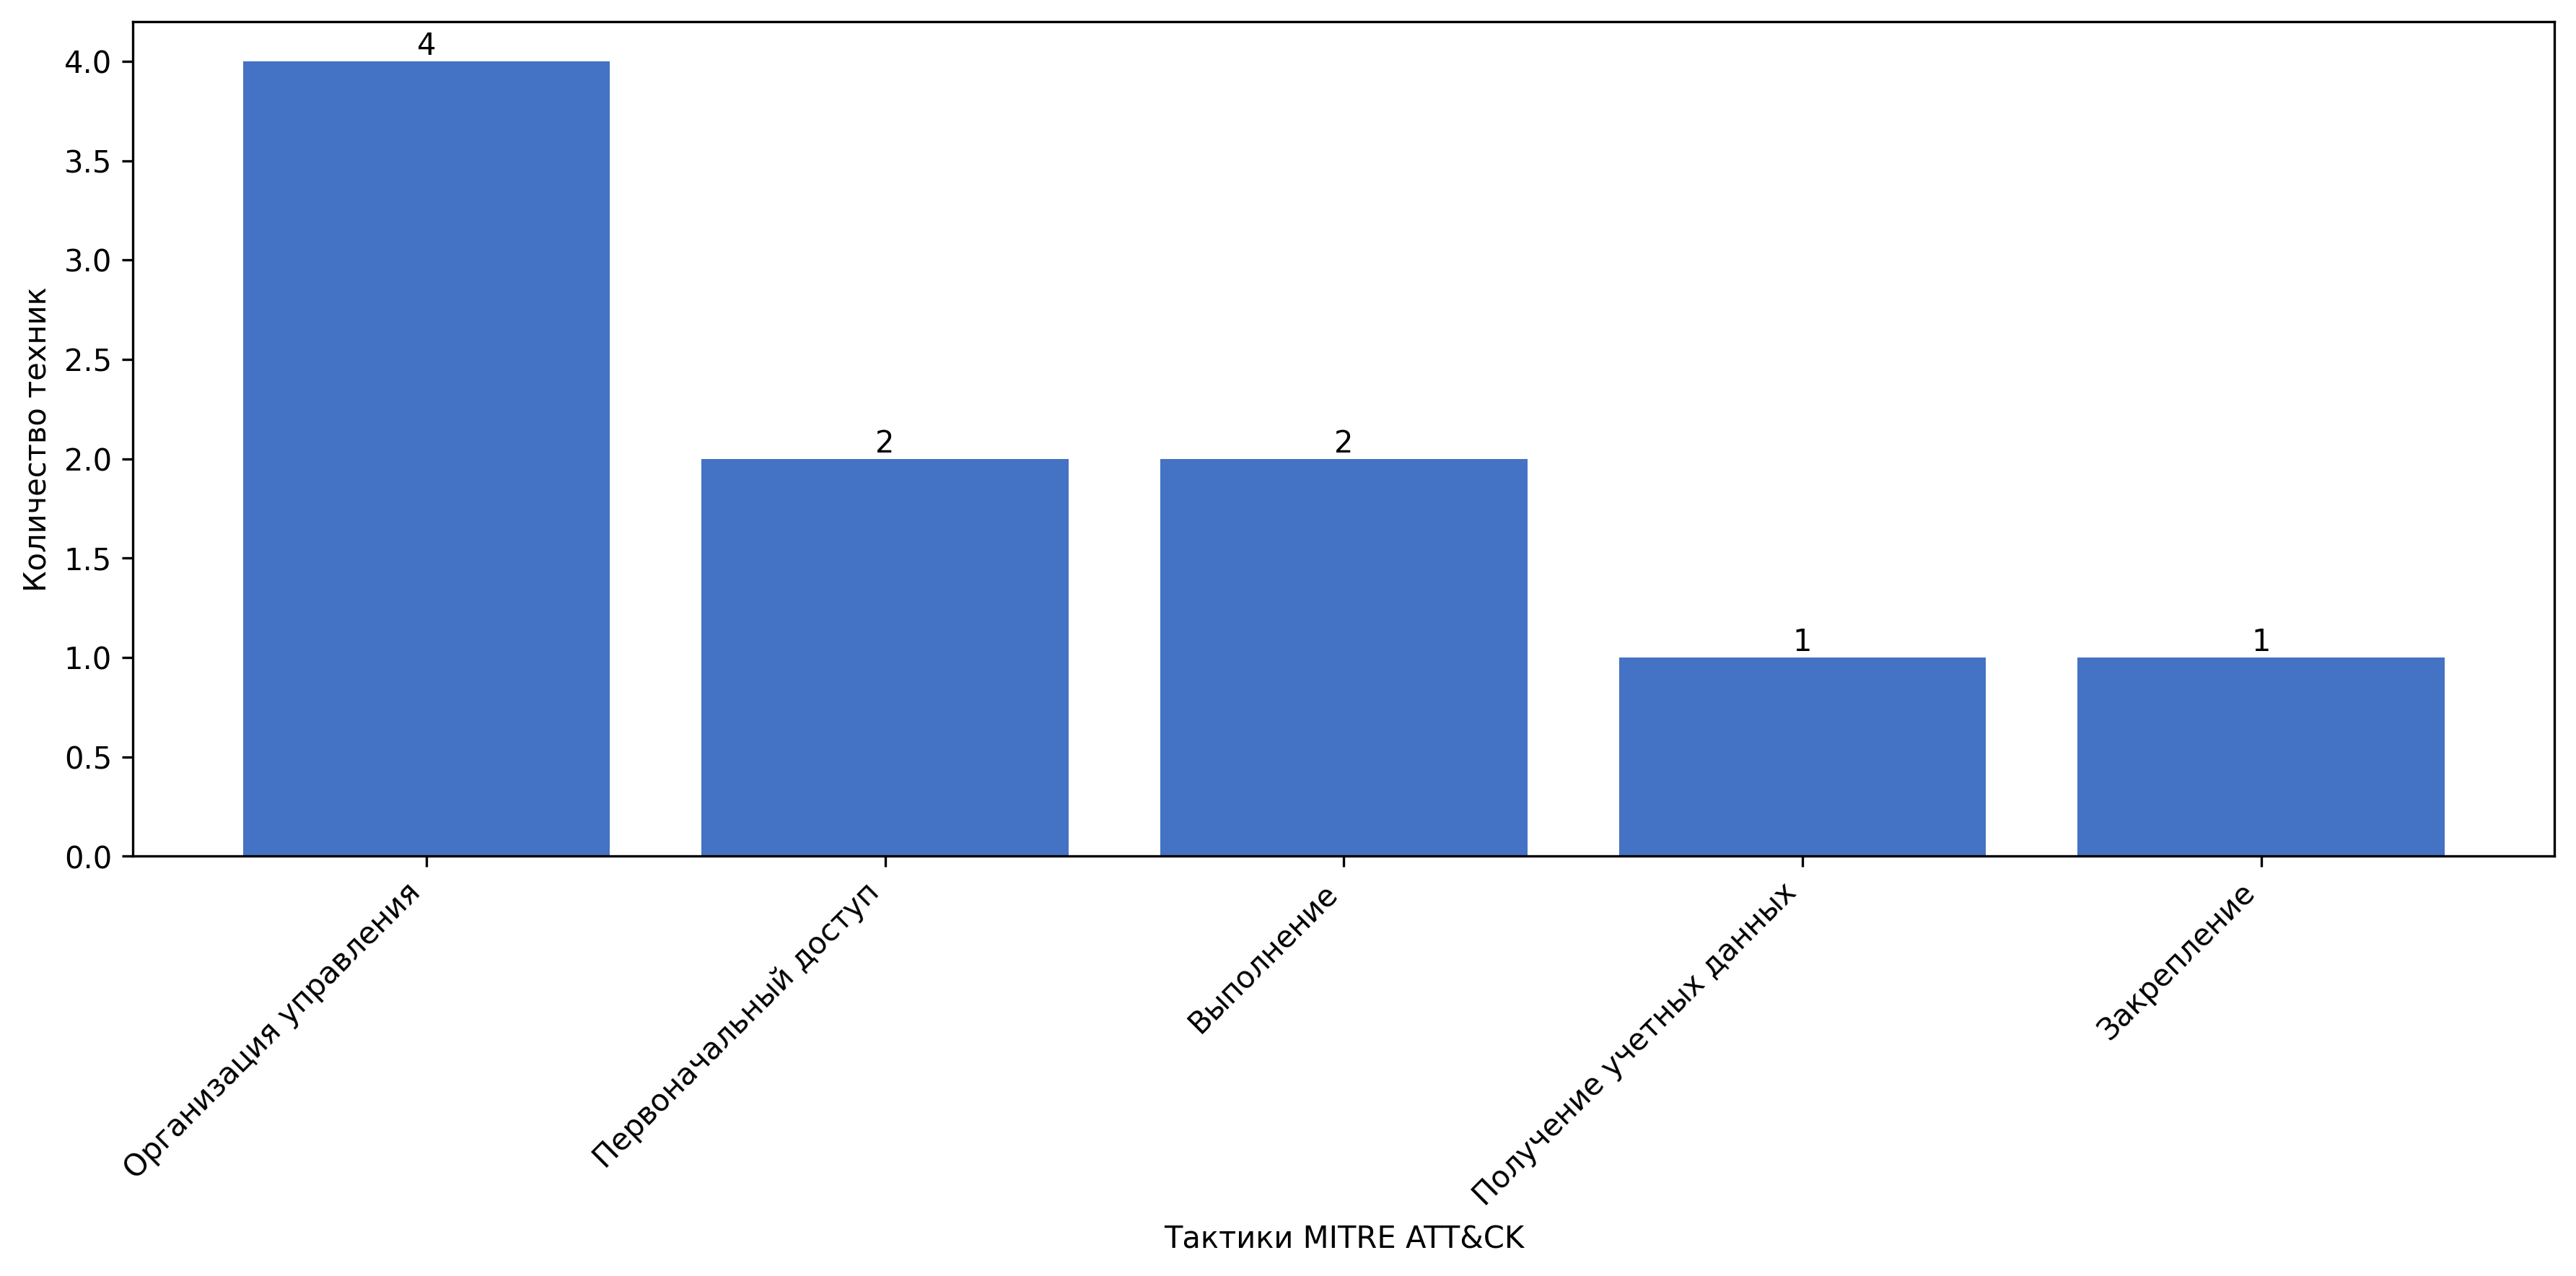 Количество техник
4.0
3.5
3.0
2.5
2.0
1.5
1.0
0.5
0.0
4
2
2
1
1
Организация управления
Первоначальный доступ
Выполнение
Получение учетных данных
Закрепление
Тактики MITRE ATT&CK